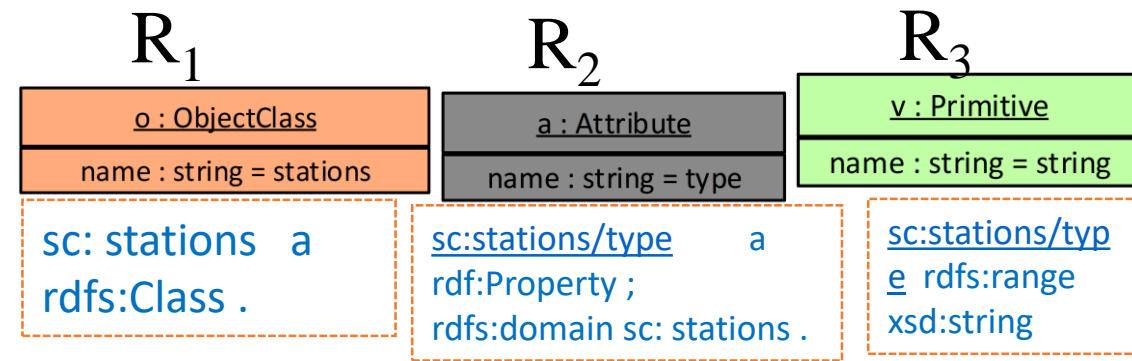 R1
o : ObjectClass
name : string = stations
sc: stations a
rdfs:Class .
R2
a : Attribute
name : string = type
sc:stations/type a
rdf:Property ;
rdfs:domain sc: stations .
R3
v : Primitive
name : string = string
sc:stations/typ
e rdfs:range
xsd:string